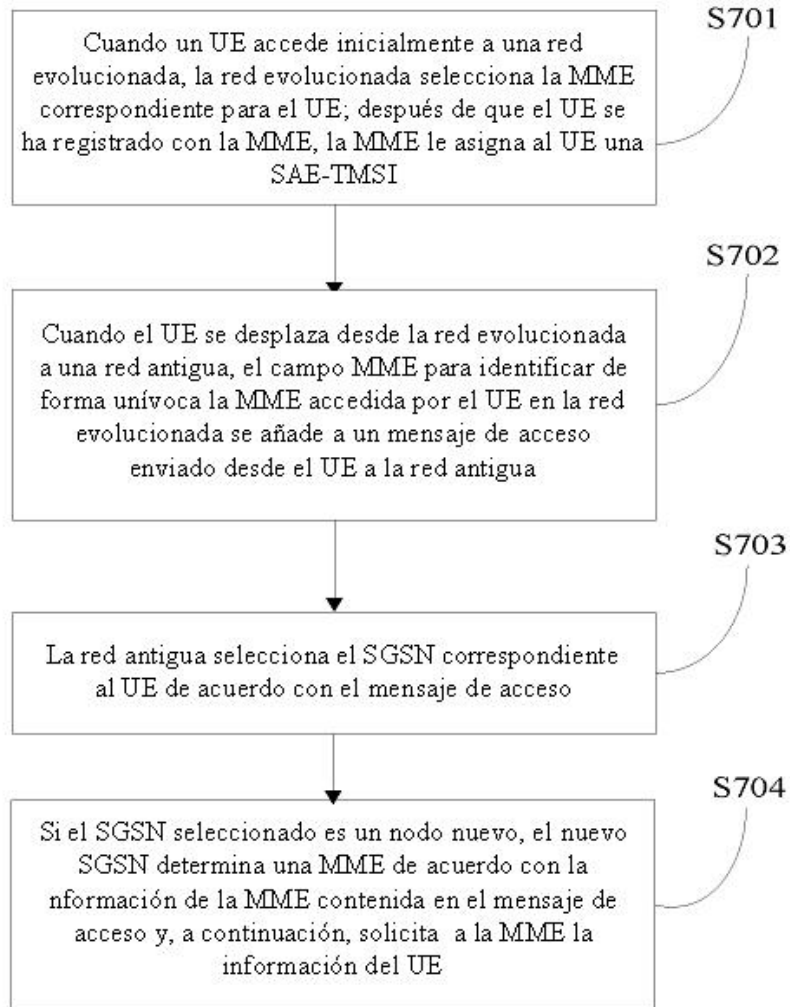 S701
Cuando un UE accede inicialmente a una red
evolucionada, la red evolucionada selecciona la MME
correspondiente para el UE; después de que el UE se
ha registrado con la MME, la MME le asigna al UE una
SAE-TMSI
S702
Cuando el UE se desplaza desde la red evolucionada
a una red antigua, el campo MME para identificar de
forma unívoca la MME accedida por el UE en la red
evolucionada se añade a un mensaje de acceso
enviado desde el UE a la red antigua
S703
La red antigua selecciona el SGSN correspondiente
al UE de acuerdo con el mensaje de acceso
S704
Si el SGSN seleccionado es un nodo nuevo, el nuevo
SGSN determina una MME de acuerdo con la
nformación de la MME contenida en el mensaje de
acceso y, a continuación, solicita a la MME la
información del UE